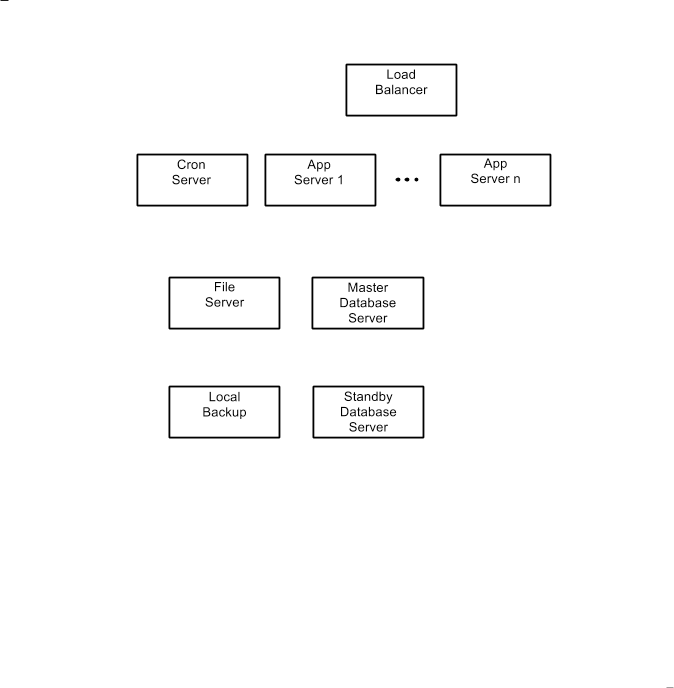 Load
Balancer
Cron
Server
App
Server 1
...
App
Server n
File
Server
Master
Database
Server
Local
Backup
Standby
Database
Server